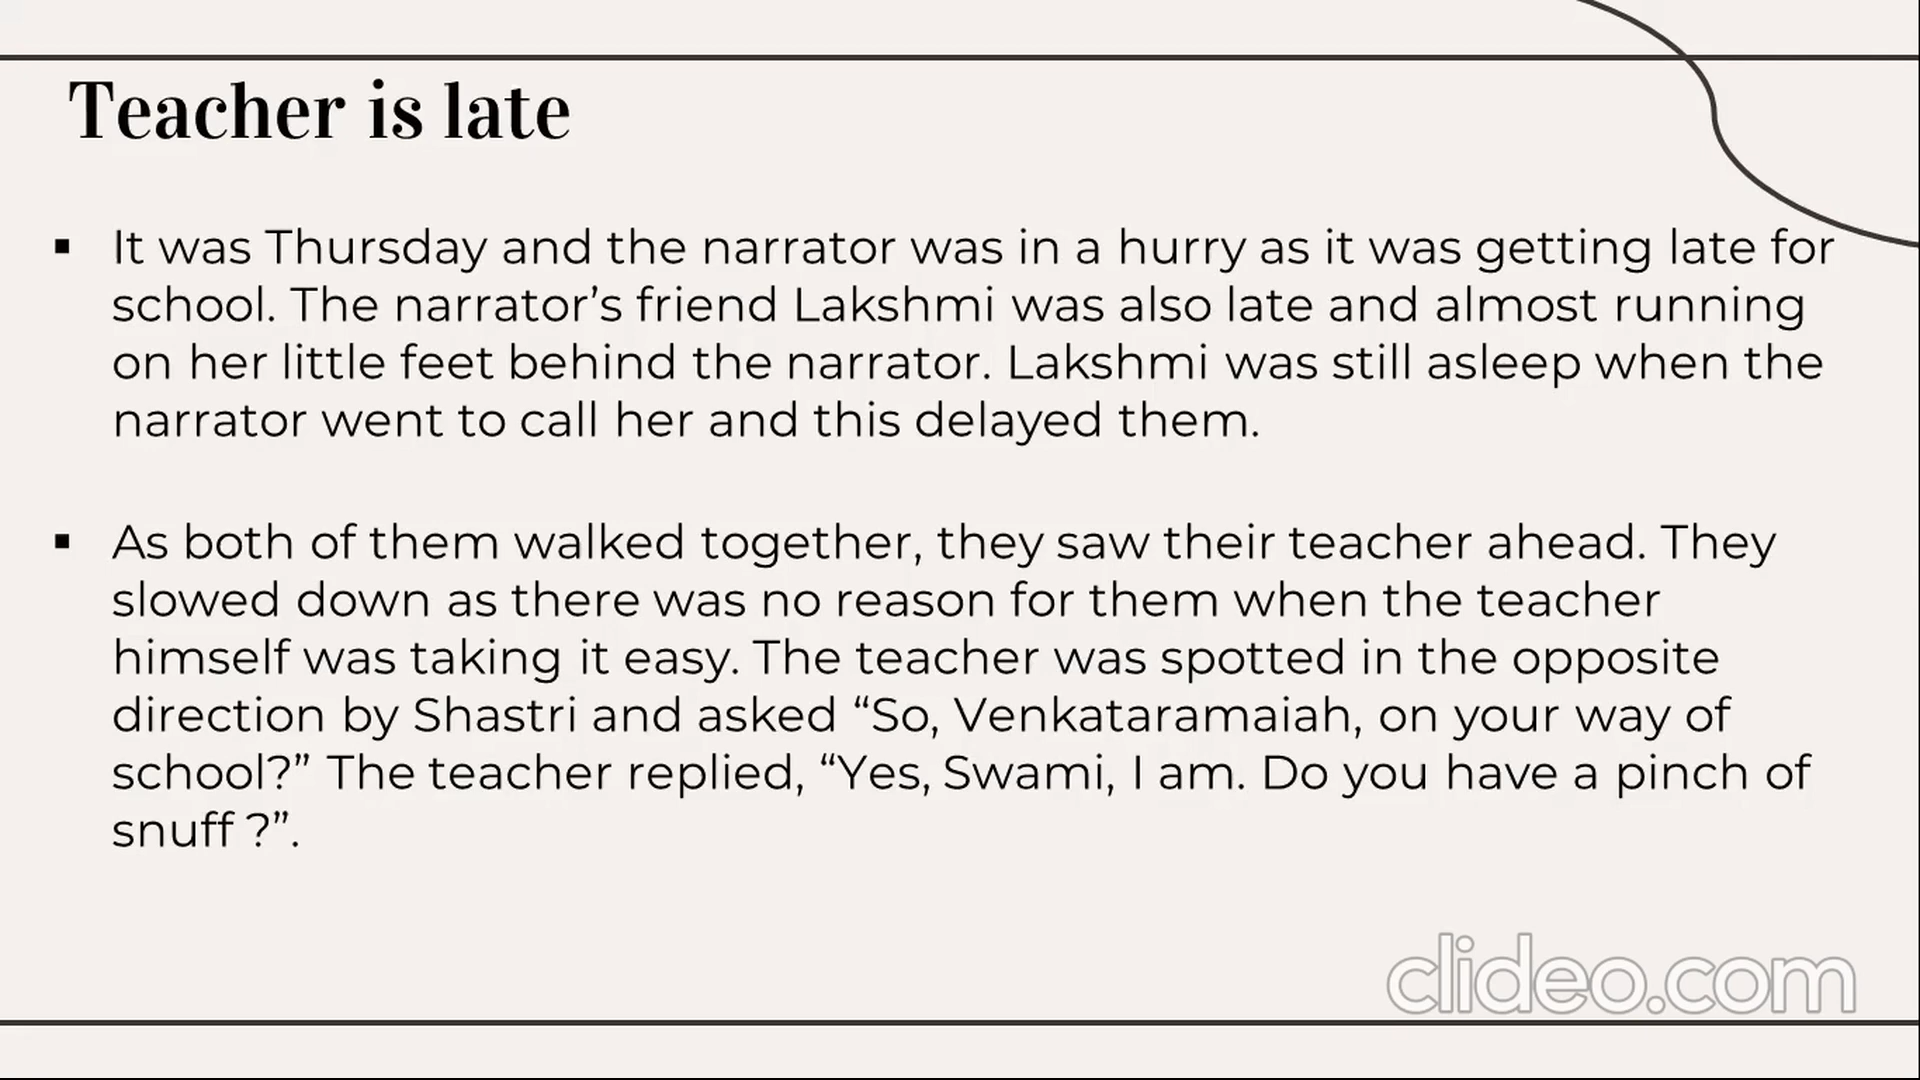 Teacher is late
▪ It was Thursday and the narrator was in a hurry as it was getting late for
school. The narrator’s friend Lakshmi was also late and almost running
on her little feet behind the narrator. Lakshmi was still asleep when the
narrator went to call her and this delayed them.
▪ As both of them walked together, they saw their teacher ahead. They
slowed down as there was no reason for them when the teacher
himself was taking it easy. The teacher was spotted in the opposite
direction by Shastri and asked “So, Venkataramaiah, on your way of
school?” The teacher replied, “Yes, Swami, I am. Do you have a pinch of
snuff ?”.
clideo.com